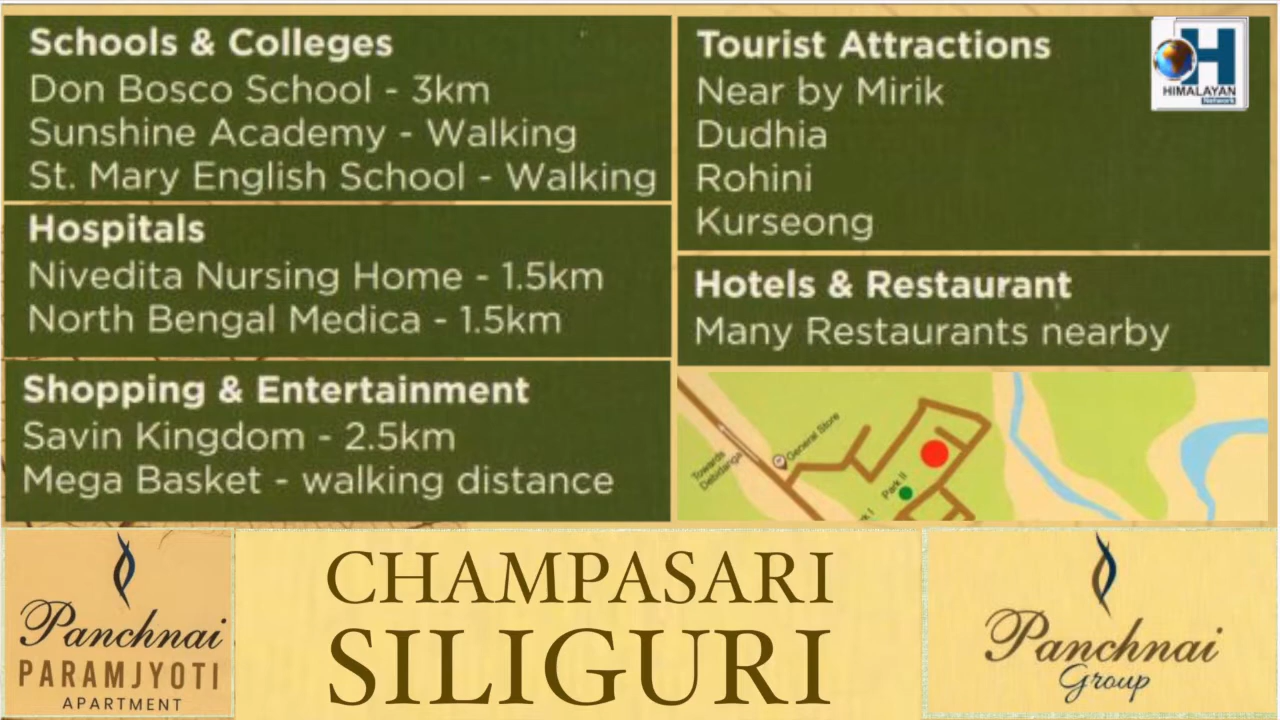 Schools & Colleges
Don Bosco School - 3km
Sunshine Academy - Walking
St. Mary English School - Walking
Hospitals
Nivedita Nursing Home - 1.5km
North Bengal Medica - 1.5km
Shopping & Entertainment
Savin Kingdom - 2.5km
Mega Basket - walking distance
Tourist Attractions
Near by Mirik
Dudhia
Rohini
Kurseong
H
HIMALAYAN
Network
Hotels & Restaurant
Many Restaurants nearby
Towards
Debidanga
General Store
Park II
k I
Panchnai
PARAMJYOTI
APARTMENT
CHAMPASARI
SILIGURI
Panchnai
Group